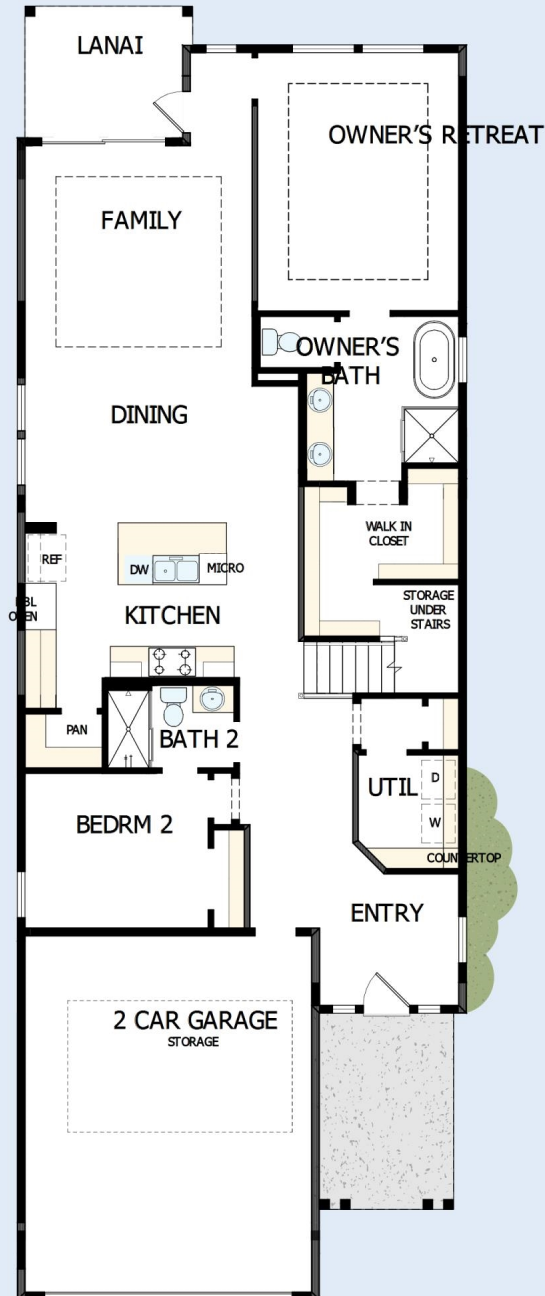 LANAI
OWNER'S RETREAT
FAMILY
OWNER'S
BATH
DINING
WALK IN
CLOSET
REF
DW
MICRO
OVEN
STORAGE
UNDER
STAIRS
KITCHEN
PAN
BATH 2
UTIL
D
W
BEDRM 2
COUNTERTOP
ENTRY
2 CAR GARAGE
STORAGE